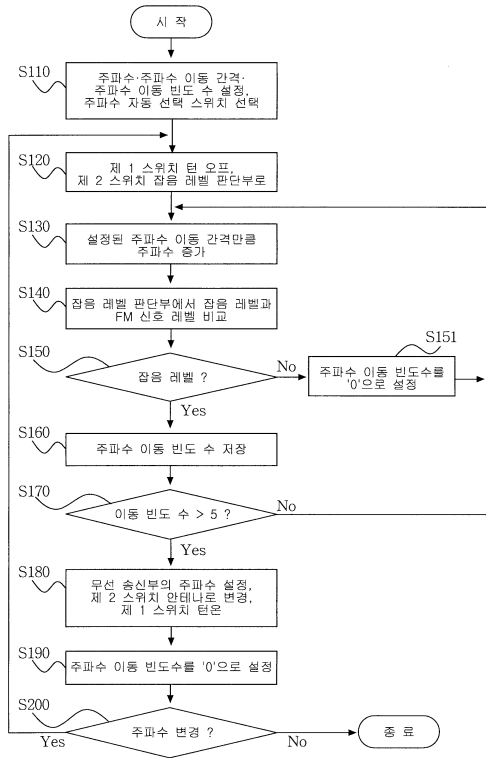 시 작
S110
주파수·주파수 이동 간격·
주파수 이동 빈도 수 설정,
주파수 자동 선택 스위치 선택
S120
제 1 스위치 턴 오프,
제 2 스위치 잡음 레벨 판단부로
S130
설정된 주파수 이동 간격만큼
주파수 증가
S140
잡음 레벨 판단부에서 잡음 레벨과
FM 신호 레벨 비교
S150
잡음 레벨 ?
No
S151
주파수 이동 빈도수를
'0'으로 설정
Yes
S160
주파수 이동 빈도 수 저장
S170
이동 빈도 수 > 5 ?
No
Yes
S180
무선 송신부의 주파수 설정,
제 2 스위치 안테나로 변경,
제 1 스위치 턴온
S190
주파수 이동 빈도수를 '0'으로 설정
S200
주파수 변경 ?
Yes
No
종 료